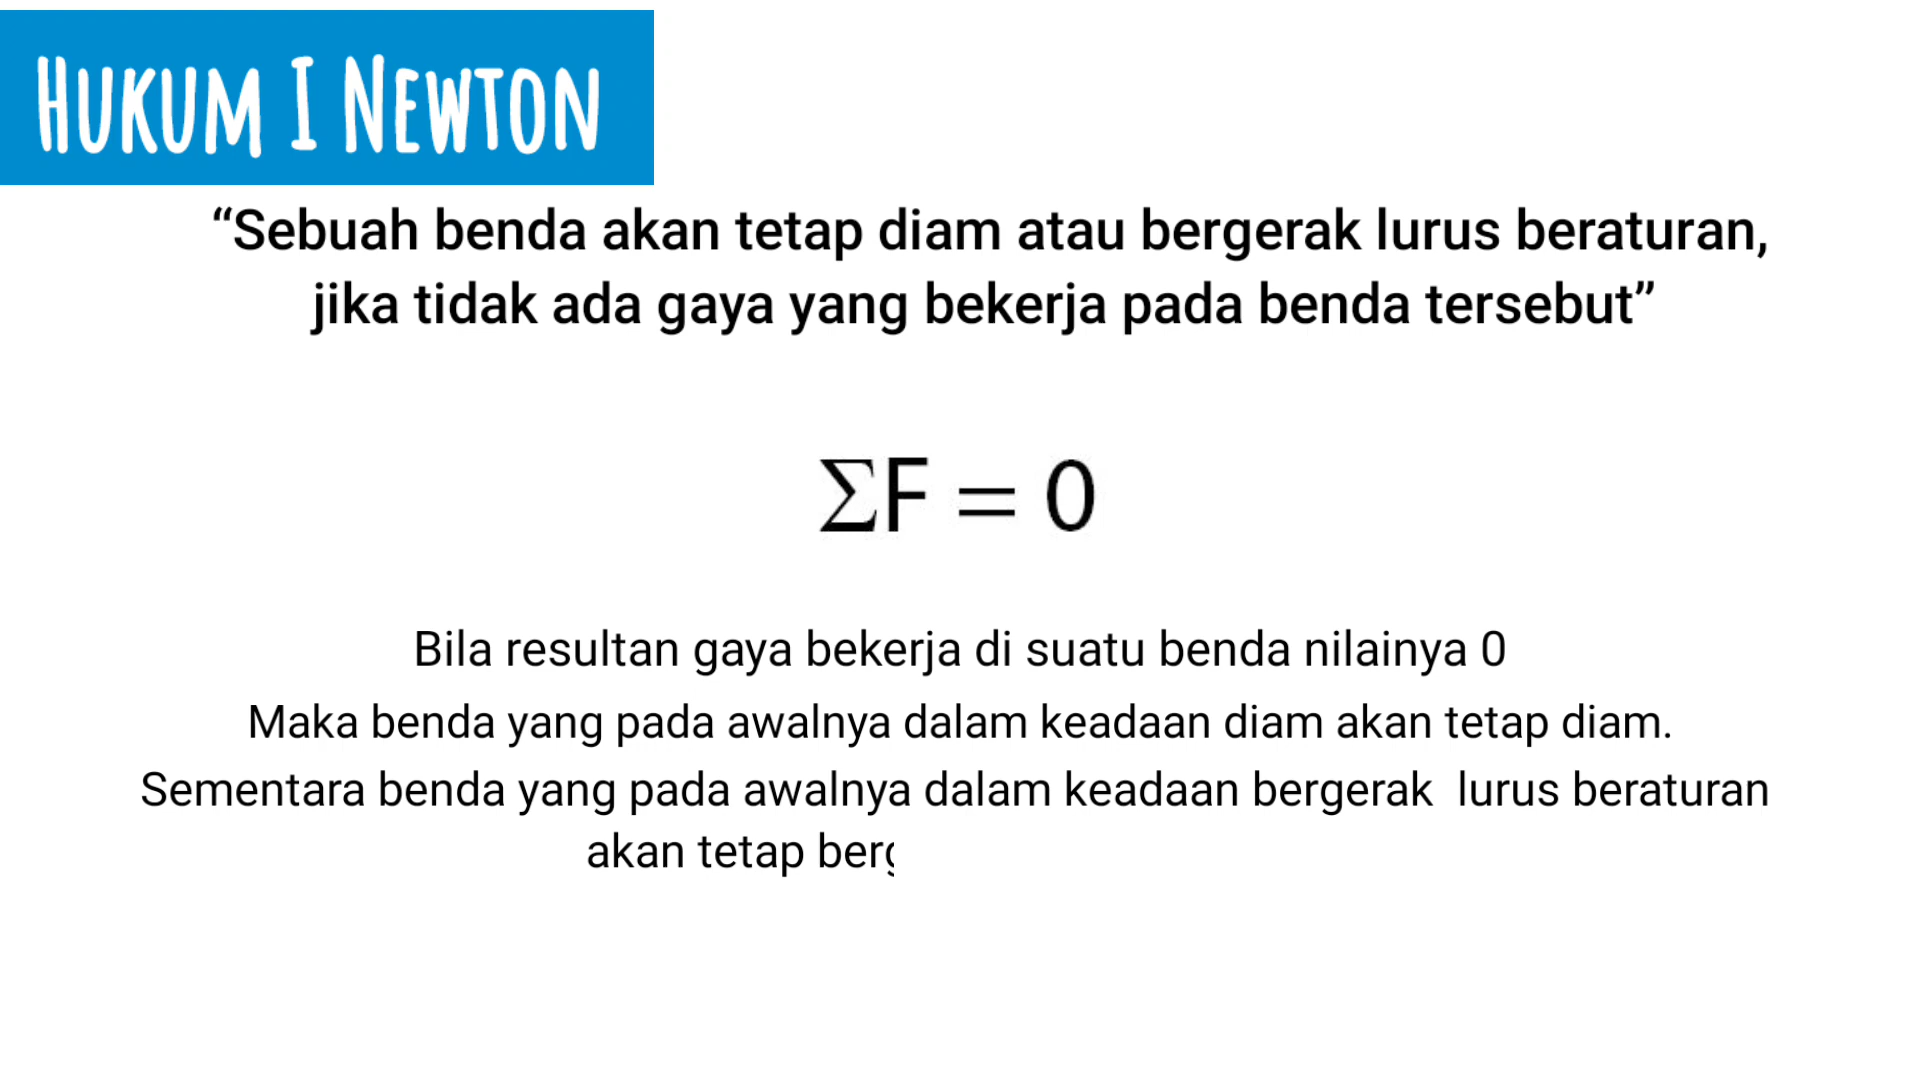 HUKUM I NEWTON
“Sebuah benda akan tetap diam atau bergerak lurus beraturan,
jika tidak ada gaya yang bekerja pada benda tersebut”
ΣF = 0
Bila resultan gaya bekerja di suatu benda nilainya 0
Maka benda yang pada awalnya dalam keadaan diam akan tetap diam.
Sementara benda yang pada awalnya dalam keadaan bergerak lurus beraturan
akan tetap